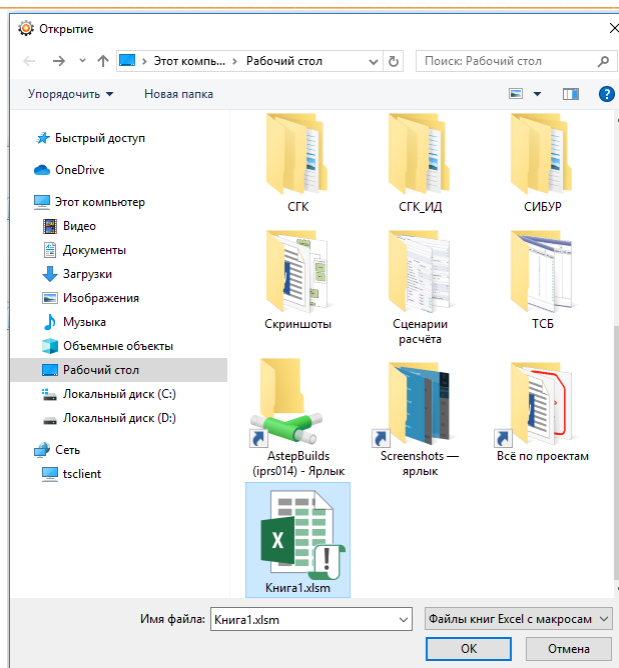 Открытие
Этот компь... › Рабочий стол
Поиск: Рабочий стол
Упорядочить
Новая папка
Быстрый доступ
OneDrive
Этот компьютер
Видео
Документы
Загрузки
Изображения
Музыка
Объемные объекты
Рабочий стол
Локальный диск (C:)
Локальный диск (D:)
Сеть
tsclient
СГК
СГК_ИД
СИБУР
Скриншоты
Сценарии
расчёта
ТСБ
AstepBuilds
(iprs014) - Ярлык
Screenshots —
ярлык
Всё по проектам
Книга1.xlsm
Имя файла: Книга1.xlsm
Файлы книг Excel с макросам
OK
Отмена